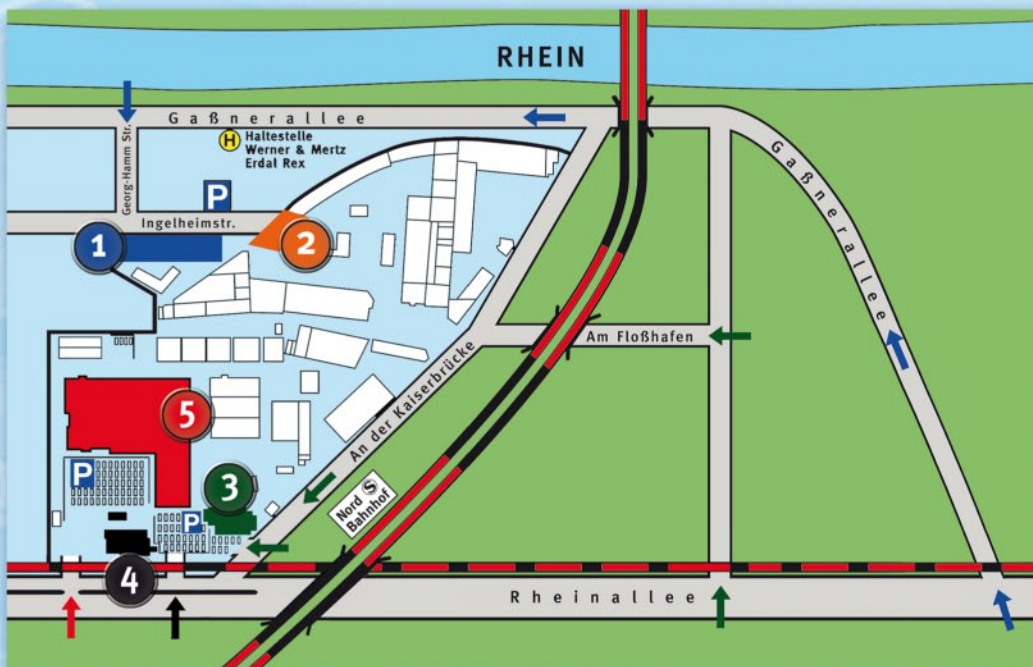 RHEIN
Gaßnerallee
H
Haltestelle
Werner & Mertz
Erdal Rex
Georg-Hamm Str.
P
Ingelheimstr.
1
2
Gaßnerallee
Am Floßhafen
An der Kaiserbrücke
5
P
3
P
S
Nord
Bahnhof
4
Rheinallee